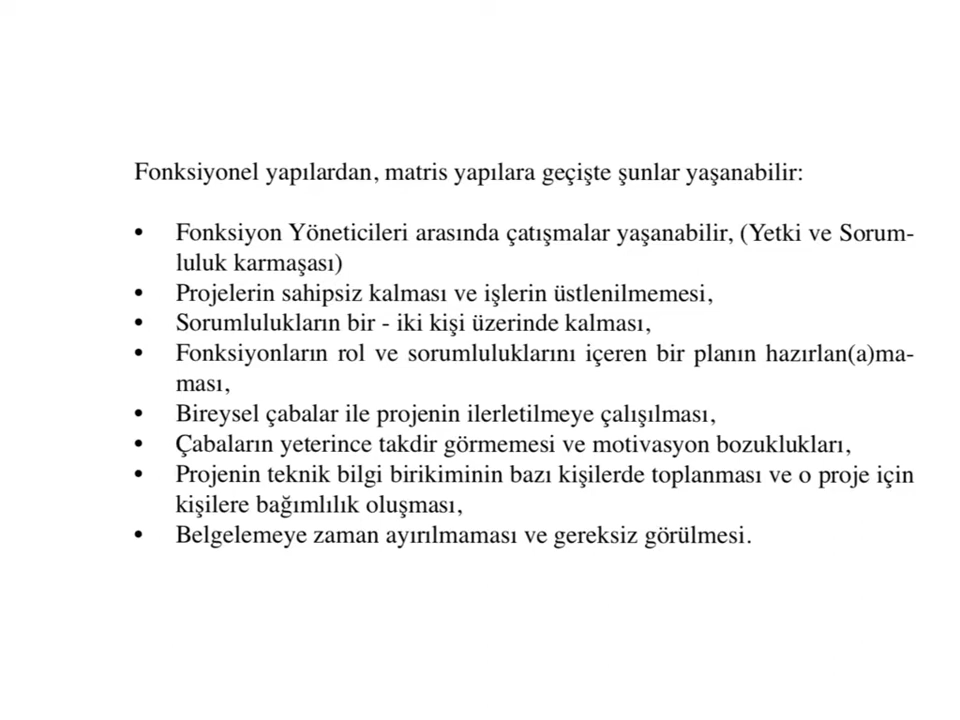 Fonksiyonel yapılardan, matris yapılara geçişte şunlar yaşanabilir:
• Fonksiyon Yöneticileri arasında çatışmalar yaşanabilir, (Yetki ve Sorum-
luluk karmaşası)
• Projelerin sahipsiz kalması ve işlerin üstlenilmemesi,
• Sorumlulukların bir - iki kişi üzerinde kalması,
• Fonksiyonların rol ve sorumluluklarını içeren bir planın hazırlan(a)ma-
ması,
• Bireysel çabalar ile projenin ilerletilmeye çalışılması,
• Çabaların yeterince takdir görmemesi ve motivasyon bozuklukları,
• Projenin teknik bilgi birikiminin bazı kişilerde toplanması ve o proje için
kişilere bağımlılık oluşması,
• Belgelemeye zaman ayırılmaması ve gereksiz görülmesi.